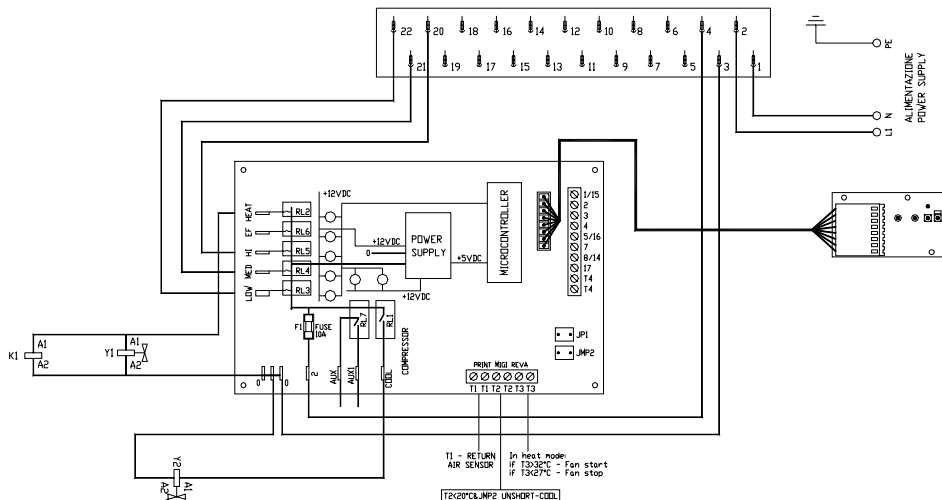 22 20 18 16 14 12 10 8 6 4 2
21 19 17 15 13 11 9 7 5 3 1
PE
N
L1
ALIMENTAZIONE
POWER SUPPLY
HEAT
EF
HI
MED
LOW
RL2
RL6
RL5
RL4
RL3
+12VDC
+12VDC
0
POWER
SUPPLY
+5VDC
+12VDC
MICROCONTROLLER
1/15
2
3
4
5/16
7
8/14
17
T4
T4
F1
FUSE
10A
RL7
RL1
COMPRESSOR
JP1
JMP2
K1
A1
A2
Y1
A1
A2
0 0
2
AUX
AUX1
COOL
PRINT MIGI REVA
T1 T1 T2 T2 T3 T3
T1 - RETURN
AIR SENSOR
In heat mode:
if T3>32°C - Fan start
if T3<27°C - Fan stop
Y2
A1
A2
T2<20°C&JMP2 UNSHORT-COOL